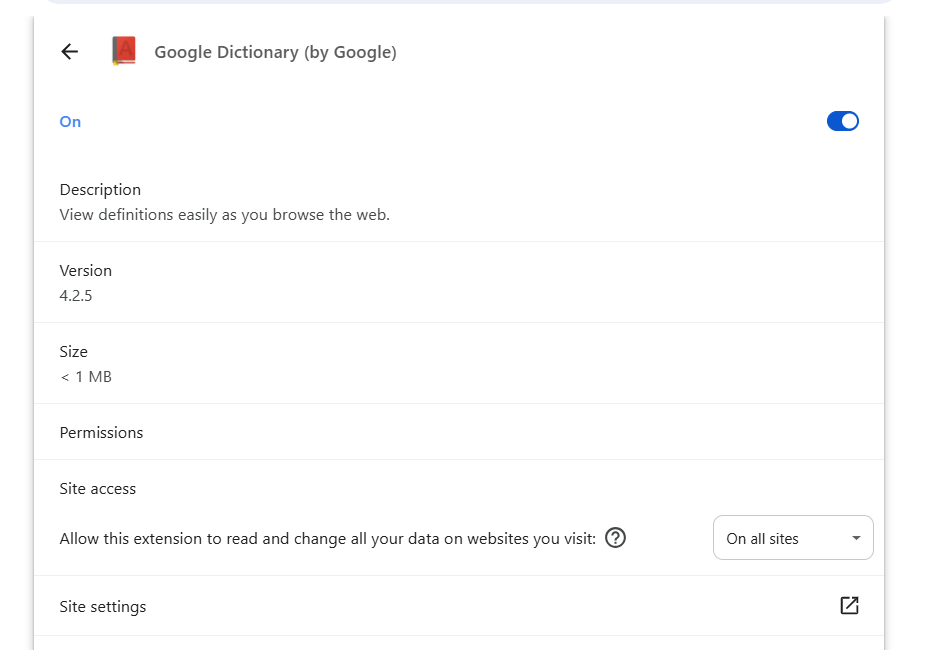 Google Dictionary (by Google)
On
Description
View definitions easily as you browse the web.
Version
4.2.5
Size
< 1 MB
Permissions
Site access
Allow this extension to read and change all your data on websites you visit:
On all sites
Site settings